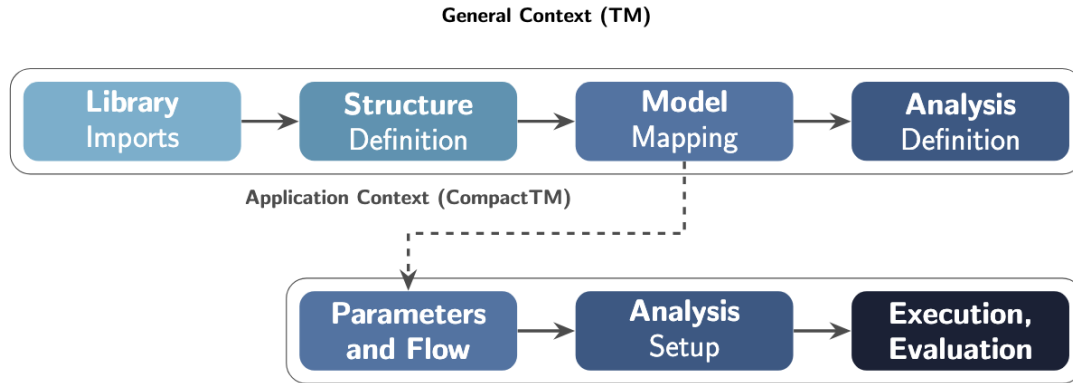 General Context (TM)
Library
Imports
Structure
Definition
Model
Mapping
Analysis
Definition
Application Context (CompactTM)
Parameters
and Flow
Analysis
Setup
Execution,
Evaluation